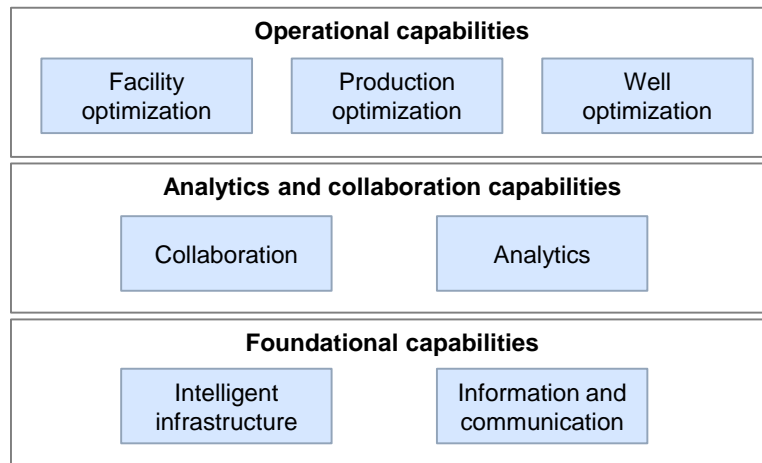 Operational capabilities
Facility
optimization
Production
optimization
Well
optimization
Analytics and collaboration capabilities
Collaboration
Analytics
Foundational capabilities
Intelligent
infrastructure
Information and
communication